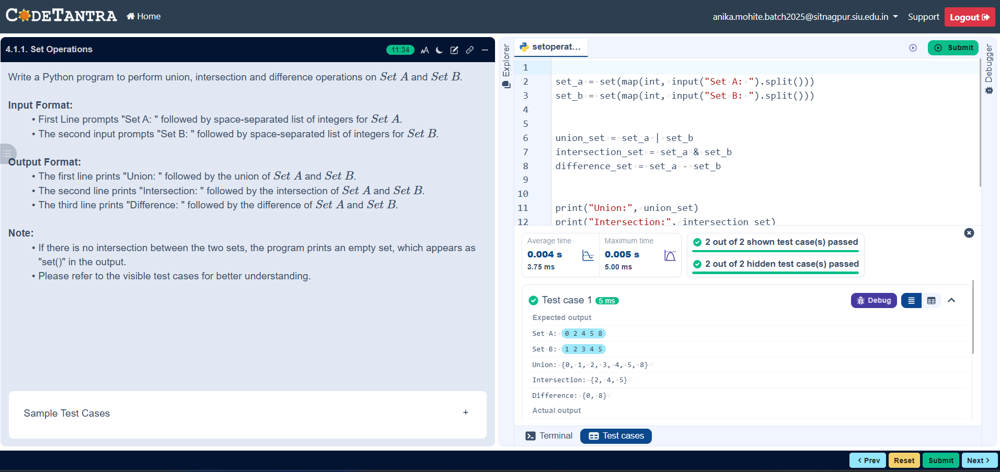 CODETANTRA
Home
anika.mohite.batch2025@sitnagpur.siu.edu.in
Support
Logout
4.1.1. Set Operations
11:34
AA
Write a Python program to perform union, intersection and difference operations on Set A and Set B.
Input Format:
• First Line prompts "Set A: " followed by space-separated list of integers for Set A.
• The second input prompts "Set B: " followed by space-separated list of integers for Set B.
Output Format:
• The first line prints "Union: " followed by the union of Set A and Set B.
• The second line prints "Intersection: " followed by the intersection of Set A and Set B.
• The third line prints "Difference: " followed by the difference of Set A and Set B.
Note:
• If there is no intersection between the two sets, the program prints an empty set, which appears as
"set()" in the output.
• Please refer to the visible test cases for better understanding.
Sample Test Cases
+
Explorer
setoperat...
Submit
Debugger
1
2 set_a = set(map(int, input("Set A: ").split()))
3 set_b = set(map(int, input("Set B: ").split()))
4
5
6 union_set = set_a | set_b
7 intersection_set = set_a & set_b
8 difference_set = set_a - set_b
9
10
11 print("Union:", union_set)
12 print("Intersection:", intersection_set)
Average time
0.004 s
3.75 ms
Maximum time
0.005 s
5.00 ms
2 out of 2 shown test case(s) passed
2 out of 2 hidden test case(s) passed
Test case 1 5 ms
Debug
Expected output
Set A: 0 2 4 5 8
Set B: 1 2 3 4 5
Union: {0, 1, 2, 3, 4, 5, 8}
Intersection: {2, 4, 5}
Difference: {0, 8}
Actual output
Terminal
Test cases
< Prev
Reset
Submit
Next >